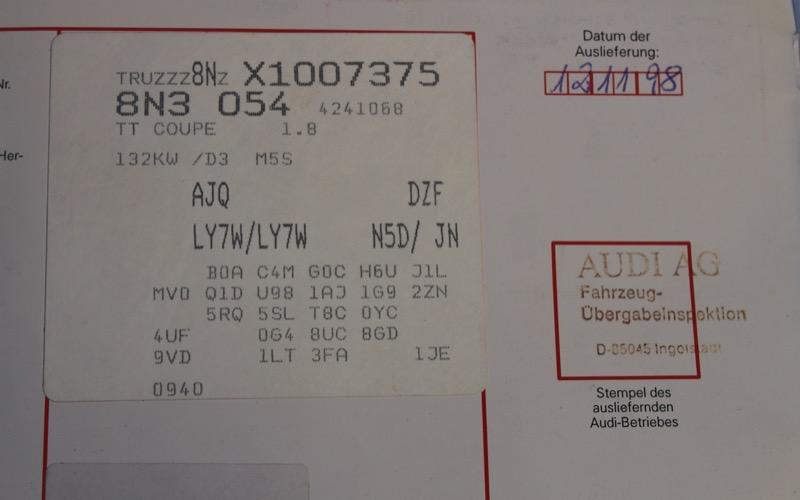 Nr.
Her-
TRUZZZ8NZ X1007375
8N3 054 4241068
TT COUPE 1.8
132KW /D3 M5S
AJQ DZF
LY7W/LY7W N5D/ JN
B0A C4M G0C H6U J1L
MV0 Q1D U98 1AJ 1G9 2ZN
5RQ 5SL T8C 0YC
4UF 0G4 8UC 8GD
9VD 1LT 3FA 1JE
0940
Datum der
Auslieferung:
121198
AUDI AG
Fahrzeug-
Übergabeinspektion
D-85045 Ingolstadt
Stempel des
ausliefernden
Audi-Betriebes